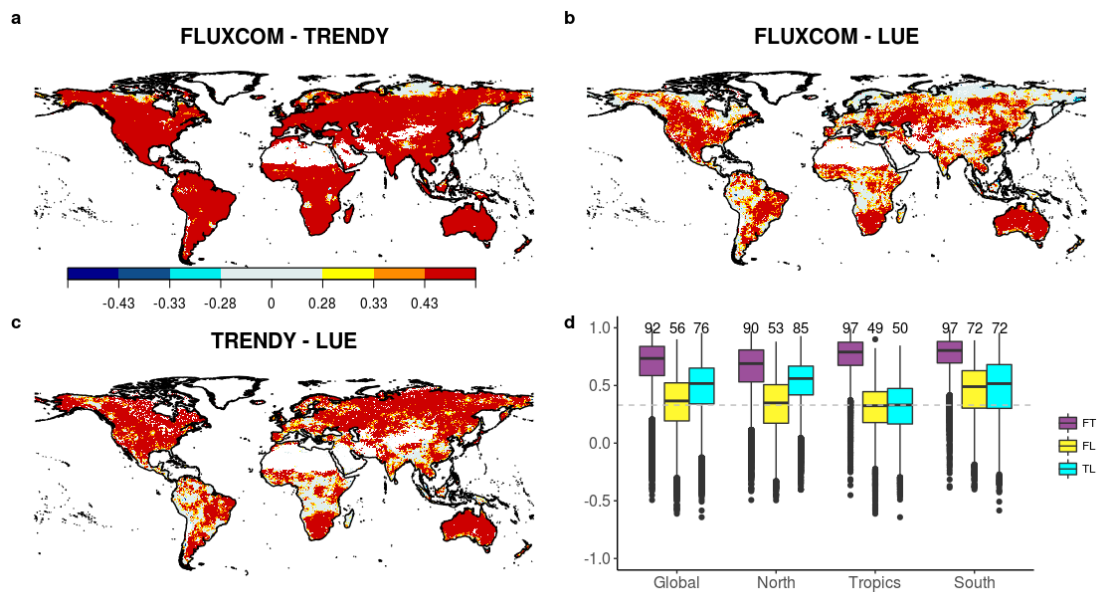 a
FLUXCOM - TRENDY
b
FLUXCOM - LUE
-0.43 -0.33 -0.28 0 0.28 0.33 0.43
c
TRENDY - LUE
d
92 56 76 90 53 85 97 49 50 97 72 72
1.0
0.5
0.0
-0.5
-1.0
Global North Tropics South
FT
FL
TL